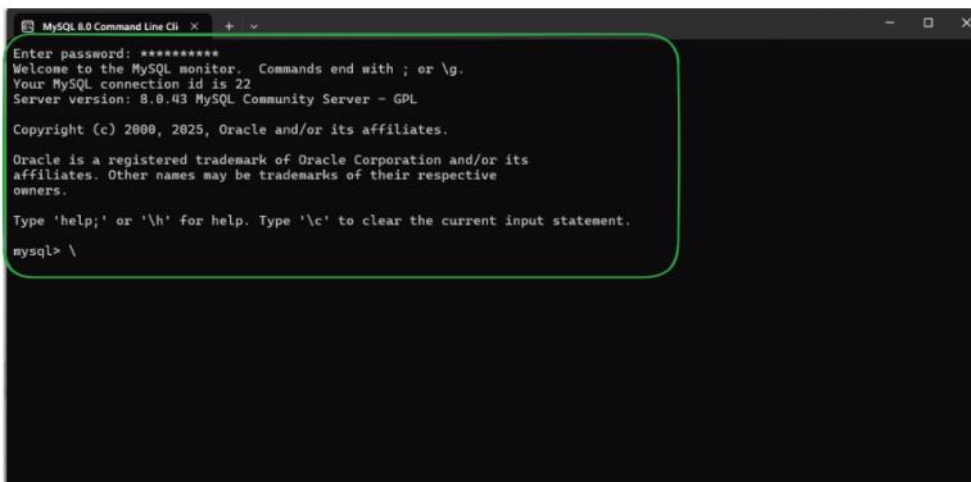 MySQL 8.0 Command Line Cli
Enter password: **********
Welcome to the MySQL monitor.  Commands end with ; or \g.
Your MySQL connection id is 22
Server version: 8.0.43 MySQL Community Server - GPL
Copyright (c) 2000, 2025, Oracle and/or its affiliates.
Oracle is a registered trademark of Oracle Corporation and/or its
affiliates. Other names may be trademarks of their respective
owners.
Type 'help;' or '\h' for help. Type '\c' to clear the current input statement.
mysql> \